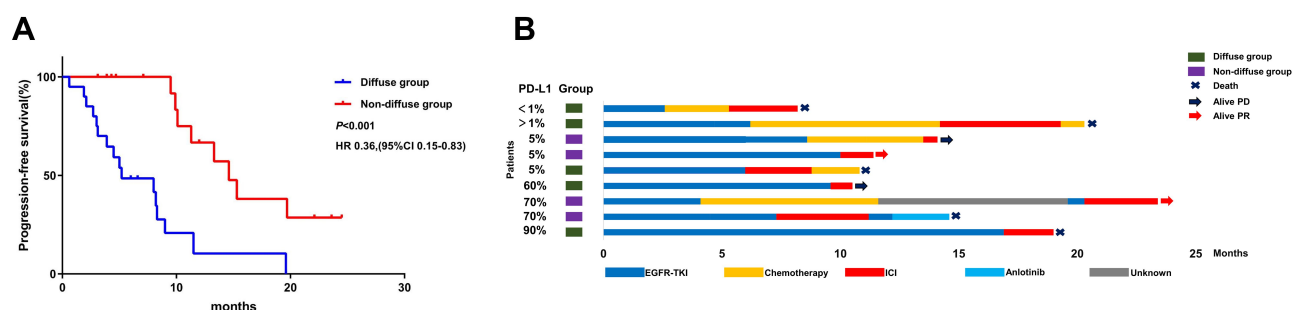 A
B
Progression-free survival(%)
100
50
0
0
10
20
30
months
Diffuse group
Non-diffuse group
P<0.001
HR 0.36,(95%CI 0.15-0.83)
Diffuse group
Non-diffuse group
Death
Alive PD
Alive PR
PD-L1 Group
Patients
<1%
>1%
5%
5%
5%
60%
70%
70%
90%
0 5 10 15 20 25 Months
EGFR-TKI Chemotherapy ICI Anlotinib Unknown